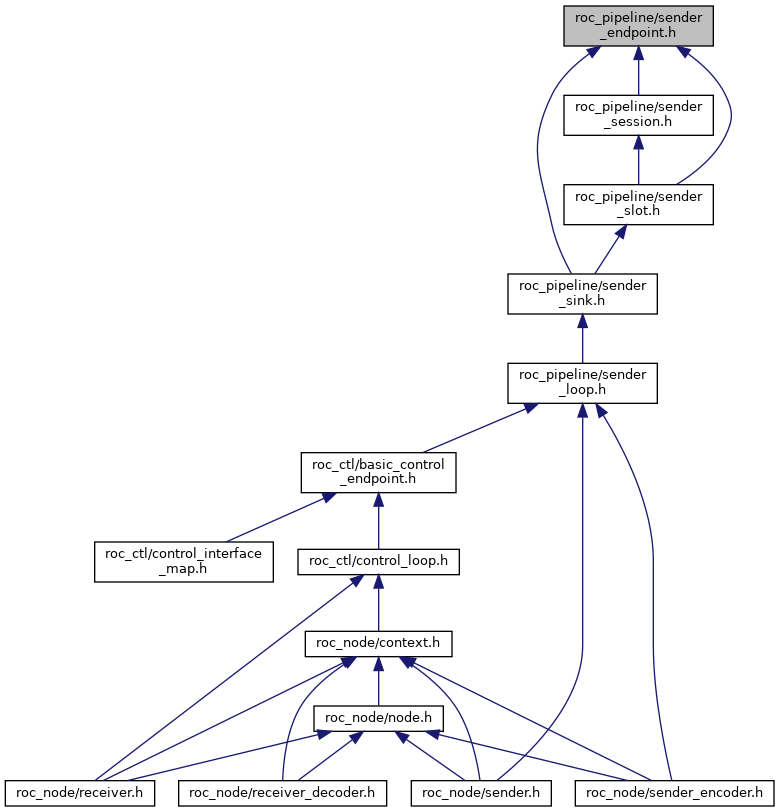 roc_pipeline/sender
_endpoint.h
roc_pipeline/sender
_session.h
roc_pipeline/sender
_slot.h
roc_pipeline/sender
_sink.h
roc_pipeline/sender
_loop.h
roc_ctl/basic_control
_endpoint.h
roc_ctl/control_interface
_map.h
roc_ctl/control_loop.h
roc_node/context.h
roc_node/node.h
roc_node/receiver.h
roc_node/receiver_decoder.h
roc_node/sender.h
roc_node/sender_encoder.h